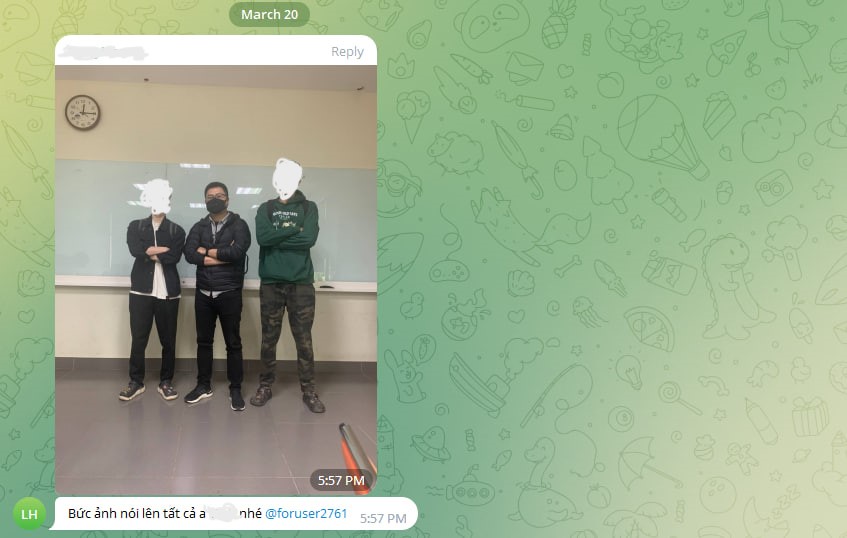 March 20
Reply
5:57 PM
Bức ảnh nói lên tất cả a nhé @foruser2761 5:57 PM
LH